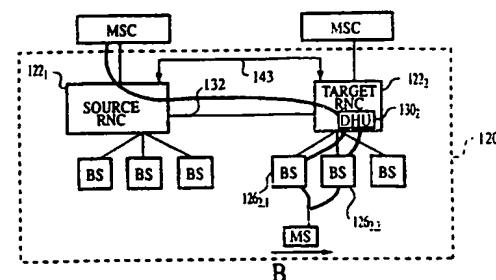 MSC
MSC
143
122₁
132
122₂
SOURCE
RNC
TARGET
RNC
DHU
130₂
120
BS
BS
BS
BS
BS
BS
126₂,₁
126₂,₂
MS
B